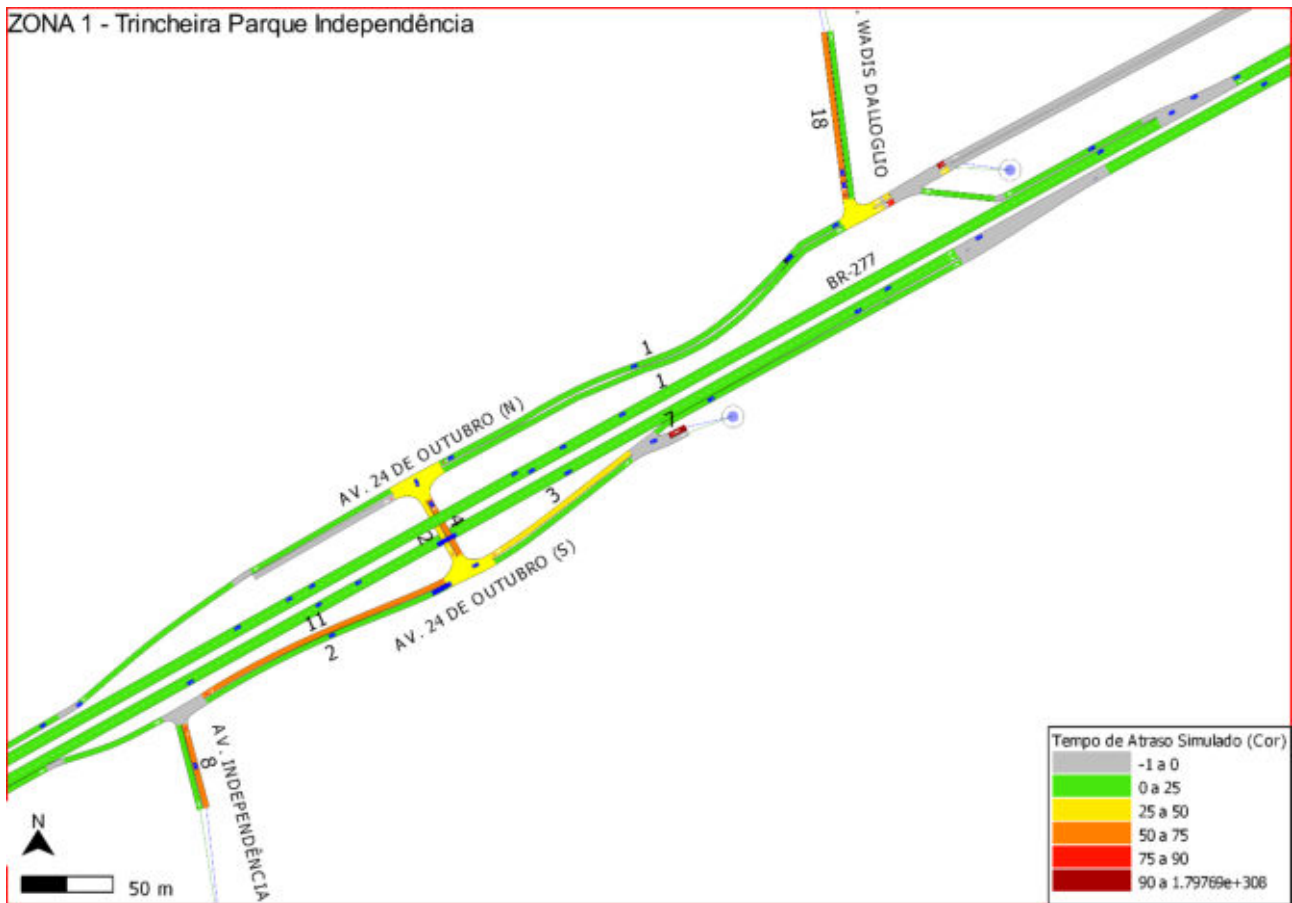 ZONA 1 - Trincheira Parque Independência
. WADIS DALLOGLIO
18
BR-277
1
1
7
AV. 24 DE OUTUBRO (N)
3
4
2
AV. 24 DE OUTUBRO (S)
11
2
AV. INDEPENDÊNCIA
8
N
50 m
Tempo de Atraso Simulado (Cor)
-1 a 0
0 a 25
25 a 50
50 a 75
75 a 90
90 a 1.79769e+308